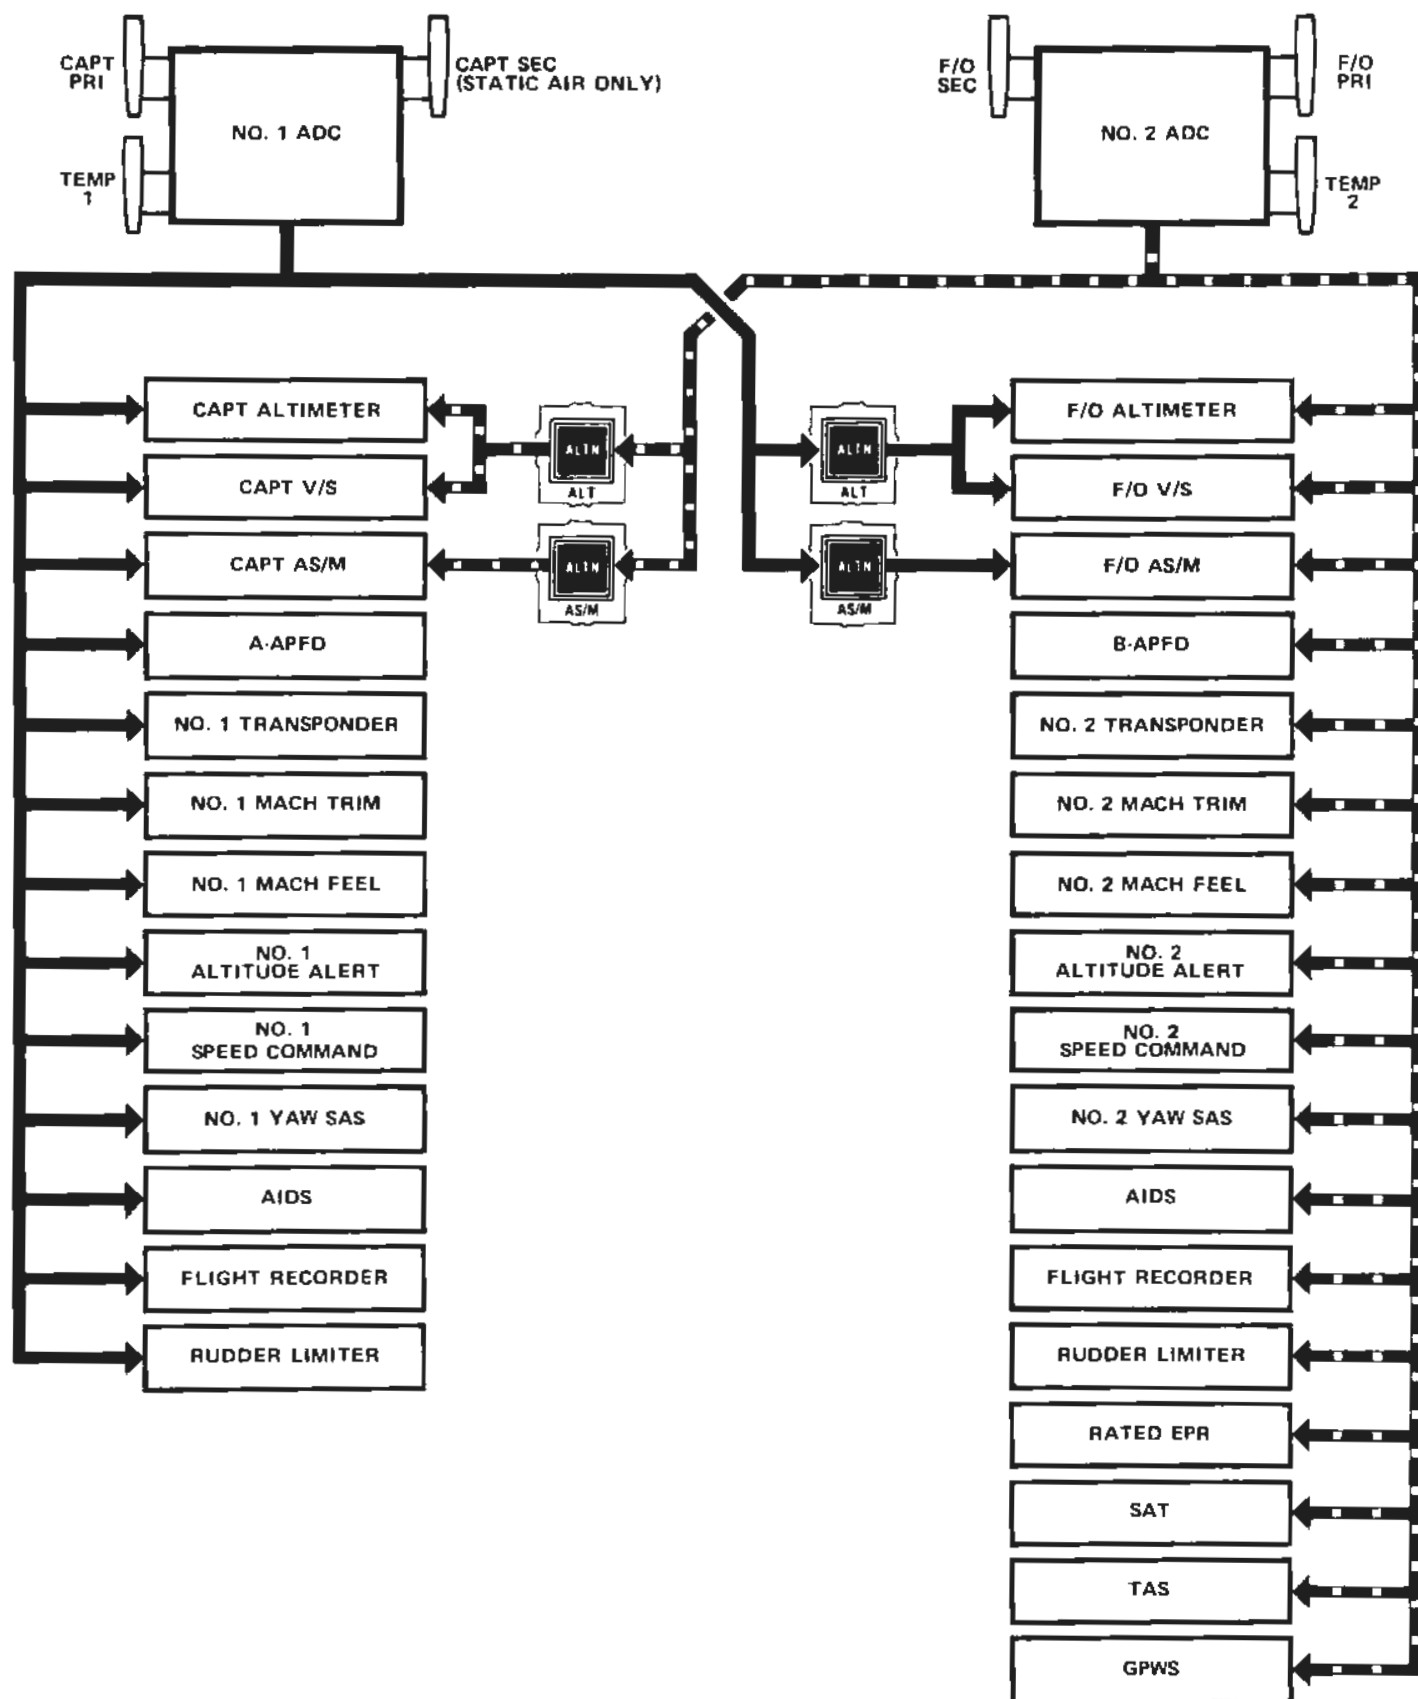 CAPT
PRI
CAPT SEC
(STATIC AIR ONLY)
NO. 1 ADC
TEMP
1
F/O
SEC
F/O
PRI
NO. 2 ADC
TEMP
2
CAPT ALTIMETER
CAPT V/S
CAPT AS/M
A-APFD
NO. 1 TRANSPONDER
NO. 1 MACH TRIM
NO. 1 MACH FEEL
NO. 1
ALTITUDE ALERT
NO. 1
SPEED COMMAND
NO. 1 YAW SAS
AIDS
FLIGHT RECORDER
RUDDER LIMITER
ALTN
ALT
ALTN
AS/M
ALTN
ALT
ALTN
AS/M
F/O ALTIMETER
F/O V/S
F/O AS/M
B-APFD
NO. 2 TRANSPONDER
NO. 2 MACH TRIM
NO. 2 MACH FEEL
NO. 2
ALTITUDE ALERT
NO. 2
SPEED COMMAND
NO. 2 YAW SAS
AIDS
FLIGHT RECORDER
RUDDER LIMITER
RATED EPR
SAT
TAS
GPWS